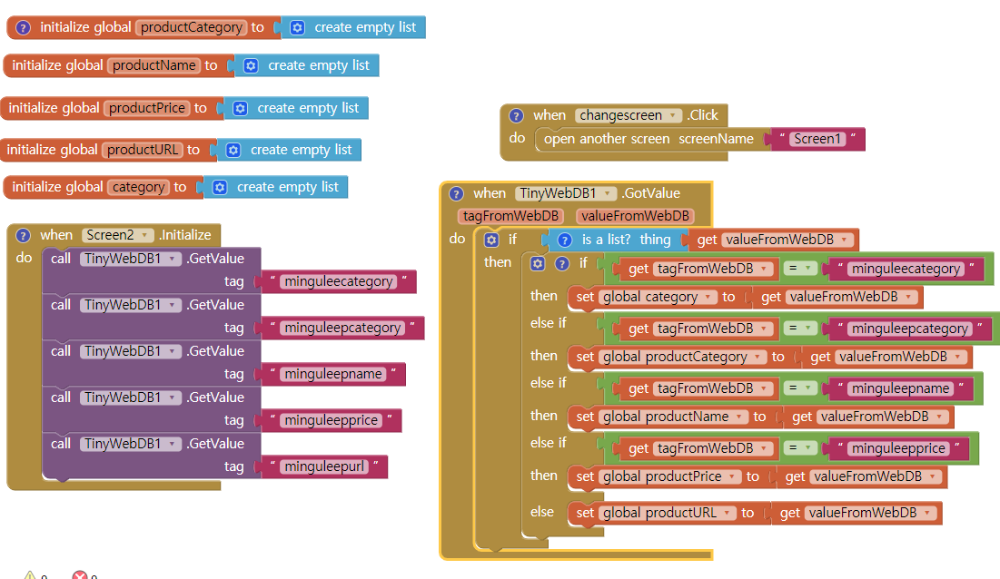 initialize global productCategory to create empty list
initialize global productName to create empty list
initialize global productPrice to create empty list
initialize global productURL to create empty list
initialize global category to create empty list
? when Screen2 .Initialize
do call TinyWebDB1 .GetValue
tag " minguleecategory "
call TinyWebDB1 .GetValue
tag " minguleepcategory "
call TinyWebDB1 .GetValue
tag " minguleepname "
call TinyWebDB1 .GetValue
tag " minguleepprice "
call TinyWebDB1 .GetValue
tag " minguleepurl "
? when changescreen .Click
do open another screen screenName " Screen1 "
? when TinyWebDB1 .GotValue
tagFromWebDB valueFromWebDB
do if ? is a list? thing get valueFromWebDB
then ? if get tagFromWebDB = " minguleecategory "
then set global category to get valueFromWebDB
else if get tagFromWebDB = " minguleepcategory "
then set global productCategory to get valueFromWebDB
else if get tagFromWebDB = " minguleepname "
then set global productName to get valueFromWebDB
else if get tagFromWebDB = " minguleepprice "
then set global productPrice to get valueFromWebDB
else set global productURL to get valueFromWebDB